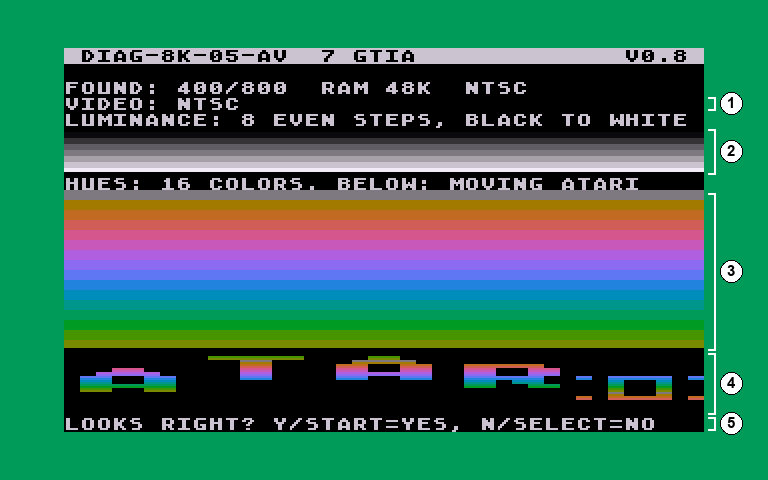 DIAG-8K-05-AV 7 GTIA V0.8
FOUND: 400/800 RAM 48K NTSC
VIDEO: NTSC
1
LUMINANCE: 8 EVEN STEPS, BLACK TO WHITE
2
HUES: 16 COLORS. BELOW: MOVING ATARI
3
A T A R
4
LOOKS RIGHT? Y/START=YES, N/SELECT=NO
5